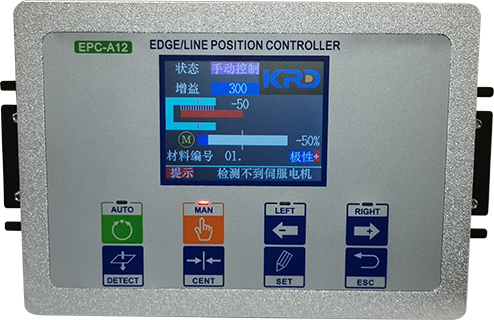 EPC-A12 EDGE/LINE POSITION CONTROLLER
状态 手动控制 KRD
增益 300
-50
M -50%
材料编号 01. 极性+
提示 检测不到伺服电机
AUTO MAN LEFT RIGHT
DETECT CENT SET ESC